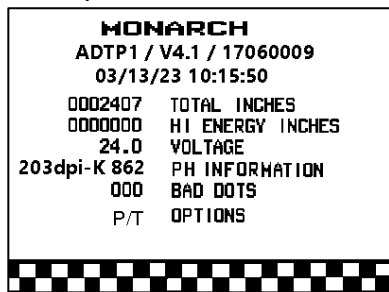 MONARCH
ADTP1 / V4.1 / 17060009
03/13/23 10:15:50
0002407 TOTAL INCHES
0000000 HI ENERGY INCHES
24.0 VOLTAGE
203dpi-K 862 PH INFORMATION
000 BAD DOTS
P/T OPTIONS